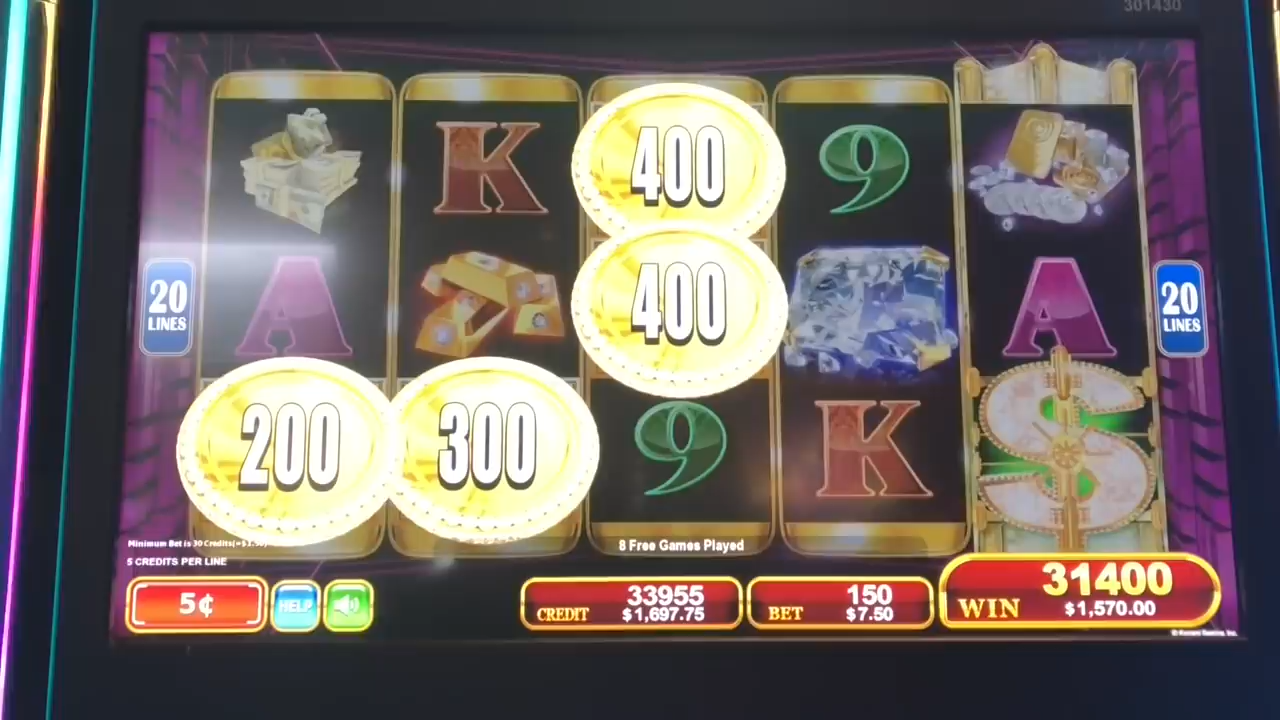 301430
K
400
9
20
LINES
A
400
A
20
LINES
200
300
9
K
$
Minimum Bet is 30 Credits(=$1.50)
8 Free Games Played
5 CREDITS PER LINE
5¢
HELP
CREDIT
33955
$1,697.75
BET
150
$7.50
WIN
31400
$1,570.00